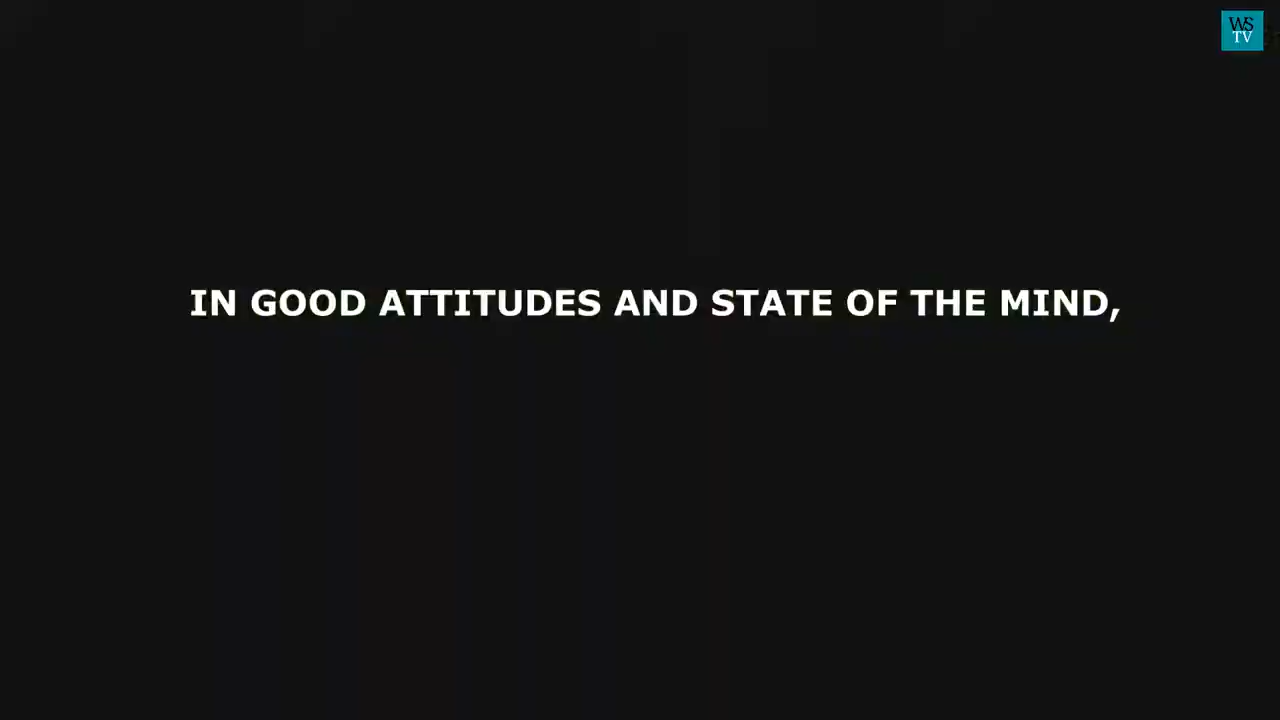 WS
TV
IN GOOD ATTITUDES AND STATE OF THE MIND,